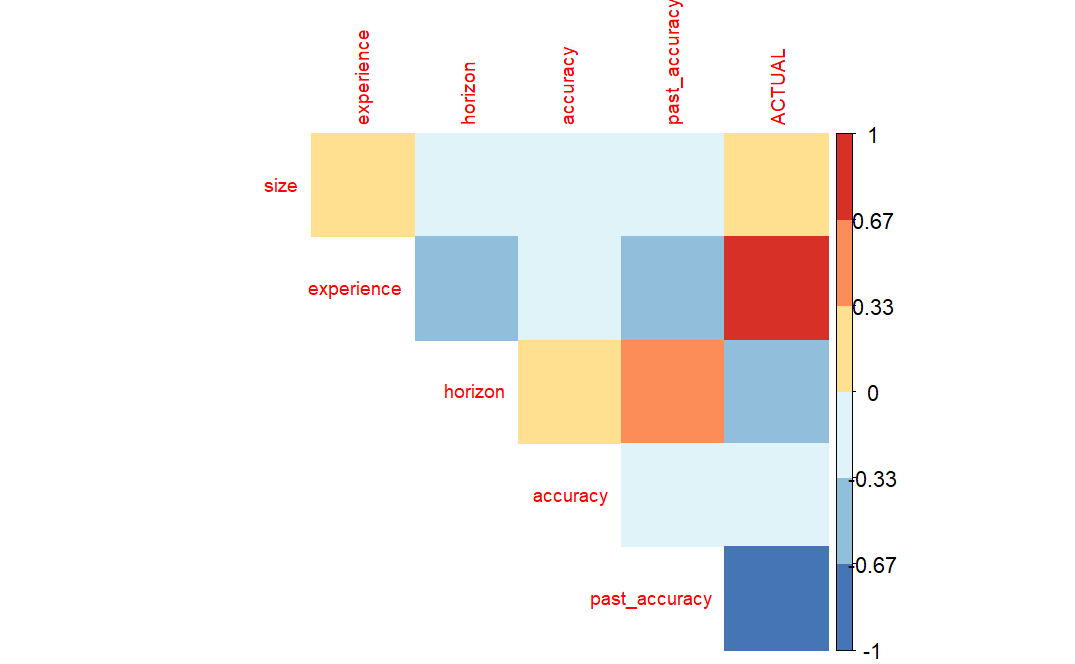 experience
horizon
accuracy
past_accuracy
ACTUAL
size
experience
horizon
accuracy
past_accuracy
1
0.67
0.33
0
-0.33
-0.67
-1